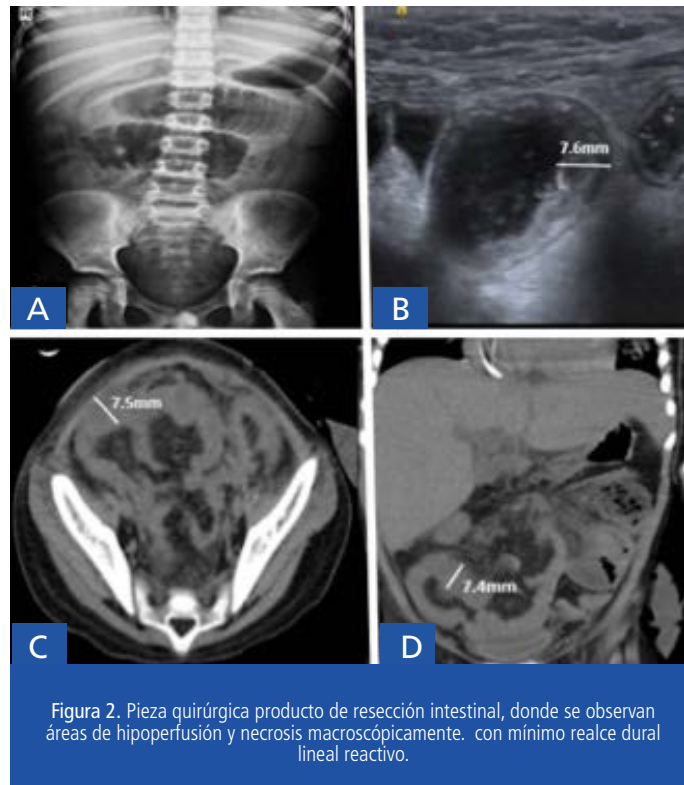 A
7.6mm
B
7.5mm
C
7.4mm
D
Figura 2. Pieza quirúrgica producto de resección intestinal, donde se observan
áreas de hipoperfusión y necrosis macroscópicamente. con mínimo realce dural
lineal reactivo.